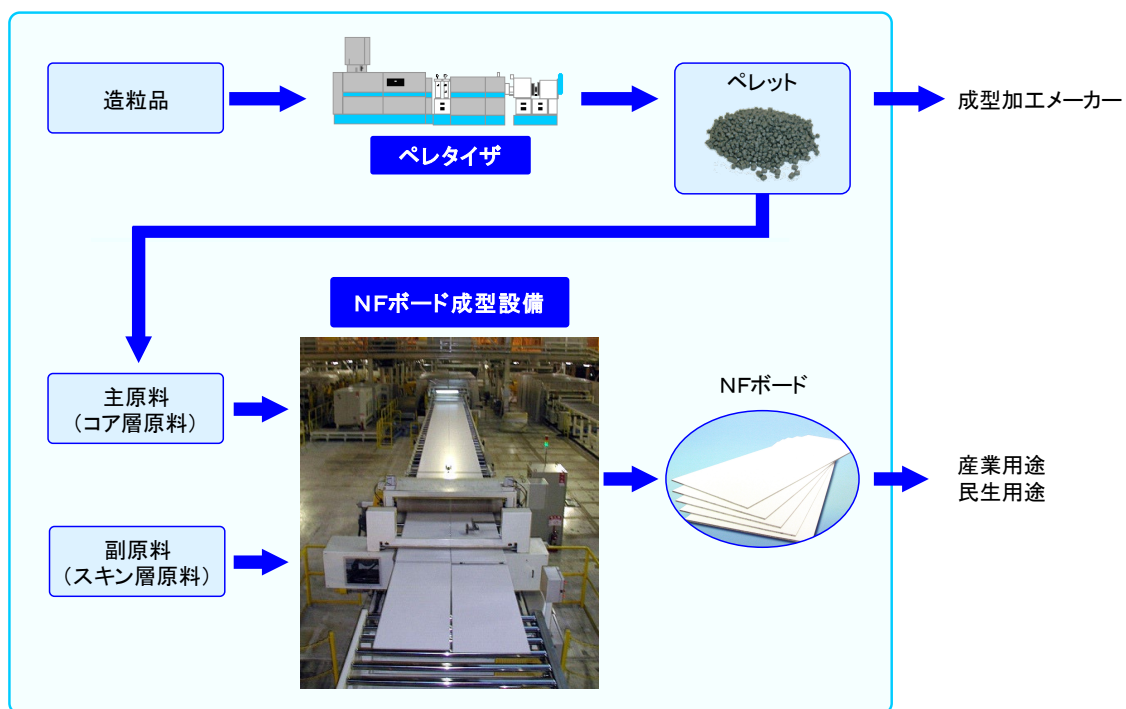 造粒品
ペレタイザ
ペレット
成型加工メーカー
NFボード成型設備
主原料
（コア層原料）
副原料
（スキン層原料）
NFボード
産業用途
民生用途